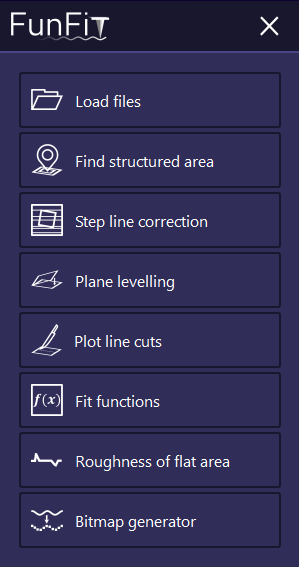 FunFiT
Load files
Find structured area
Step line correction
Plane levelling
Plot line cuts
f(x) Fit functions
Roughness of flat area
Bitmap generator